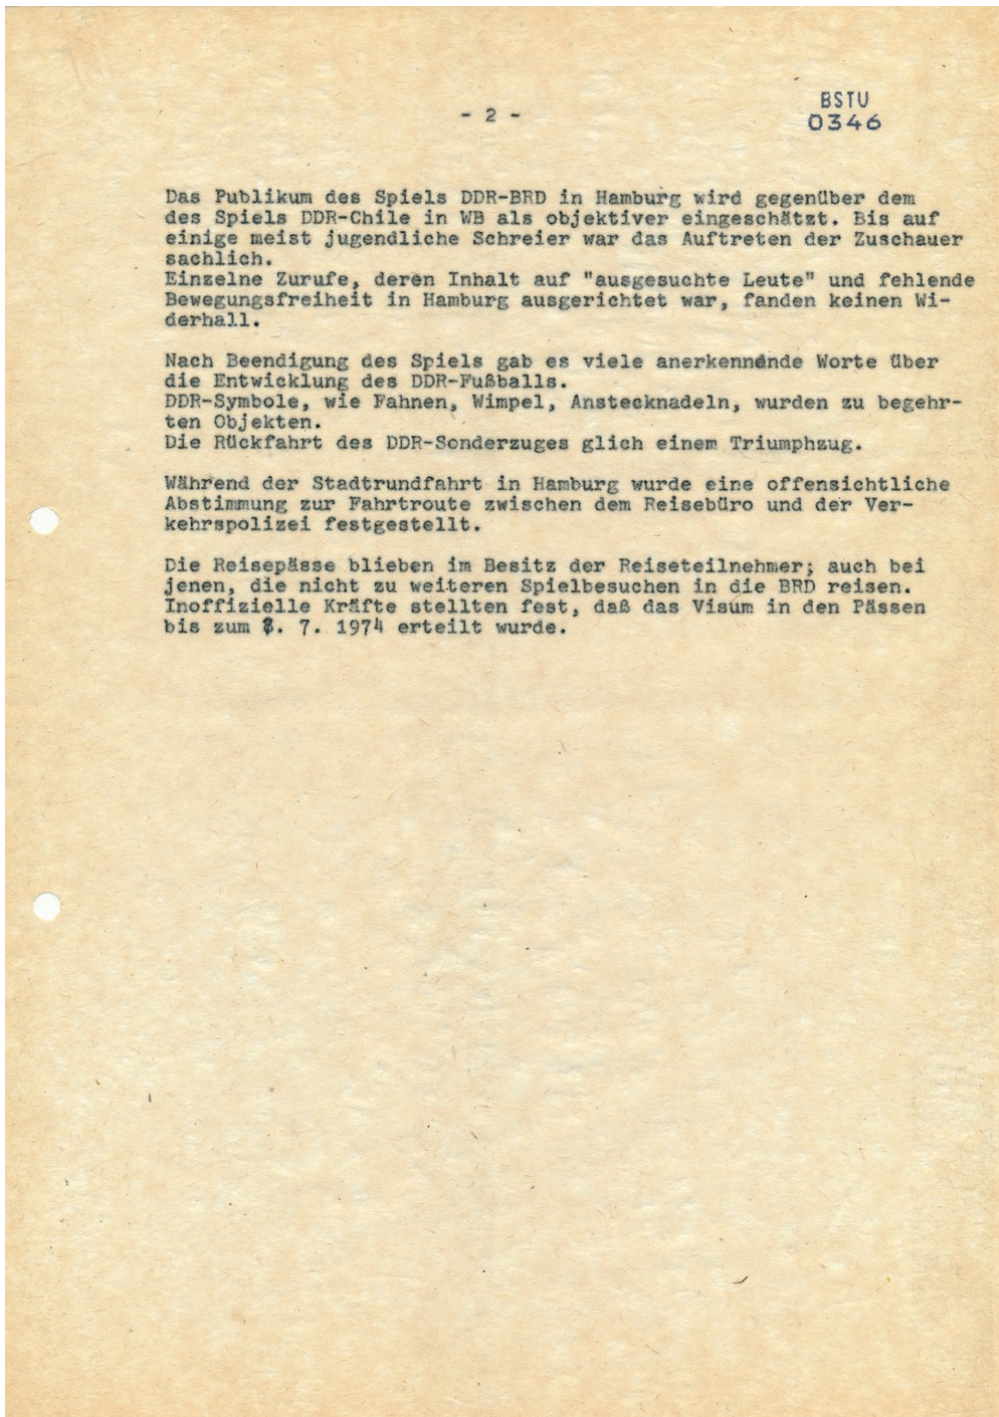 - 2 -
BSTU
0346
Das Publikum des Spiels DDR-BRD in Hamburg wird gegenüber dem
des Spiels DDR-Chile in WB als objektiver eingeschätzt. Bis auf
einige meist jugendliche Schreier war das Auftreten der Zuschauer
sachlich.
Einzelne Zurufe, deren Inhalt auf "ausgesuchte Leute" und fehlende
Bewegungsfreiheit in Hamburg ausgerichtet war, fanden keinen Wi-
derhall.
Nach Beendigung des Spiels gab es viele anerkennende Worte über
die Entwicklung des DDR-Fußballs.
DDR-Symbole, wie Fahnen, Wimpel, Anstecknadeln, wurden zu begehr-
ten Objekten.
Die Rückfahrt des DDR-Sonderzuges glich einem Triumphzug.
Während der Stadtrundfahrt in Hamburg wurde eine offensichtliche
Abstimmung zur Fahrtroute zwischen dem Reisebüro und der Ver-
kehrspolizei festgestellt.
Die Reisepässe blieben im Besitz der Reiseteilnehmer; auch bei
jenen, die nicht zu weiteren Spielbesuchen in die BRD reisen.
Inoffizielle Kräfte stellten fest, daß das Visum in den Pässen
bis zum 7. 1974 erteilt wurde.